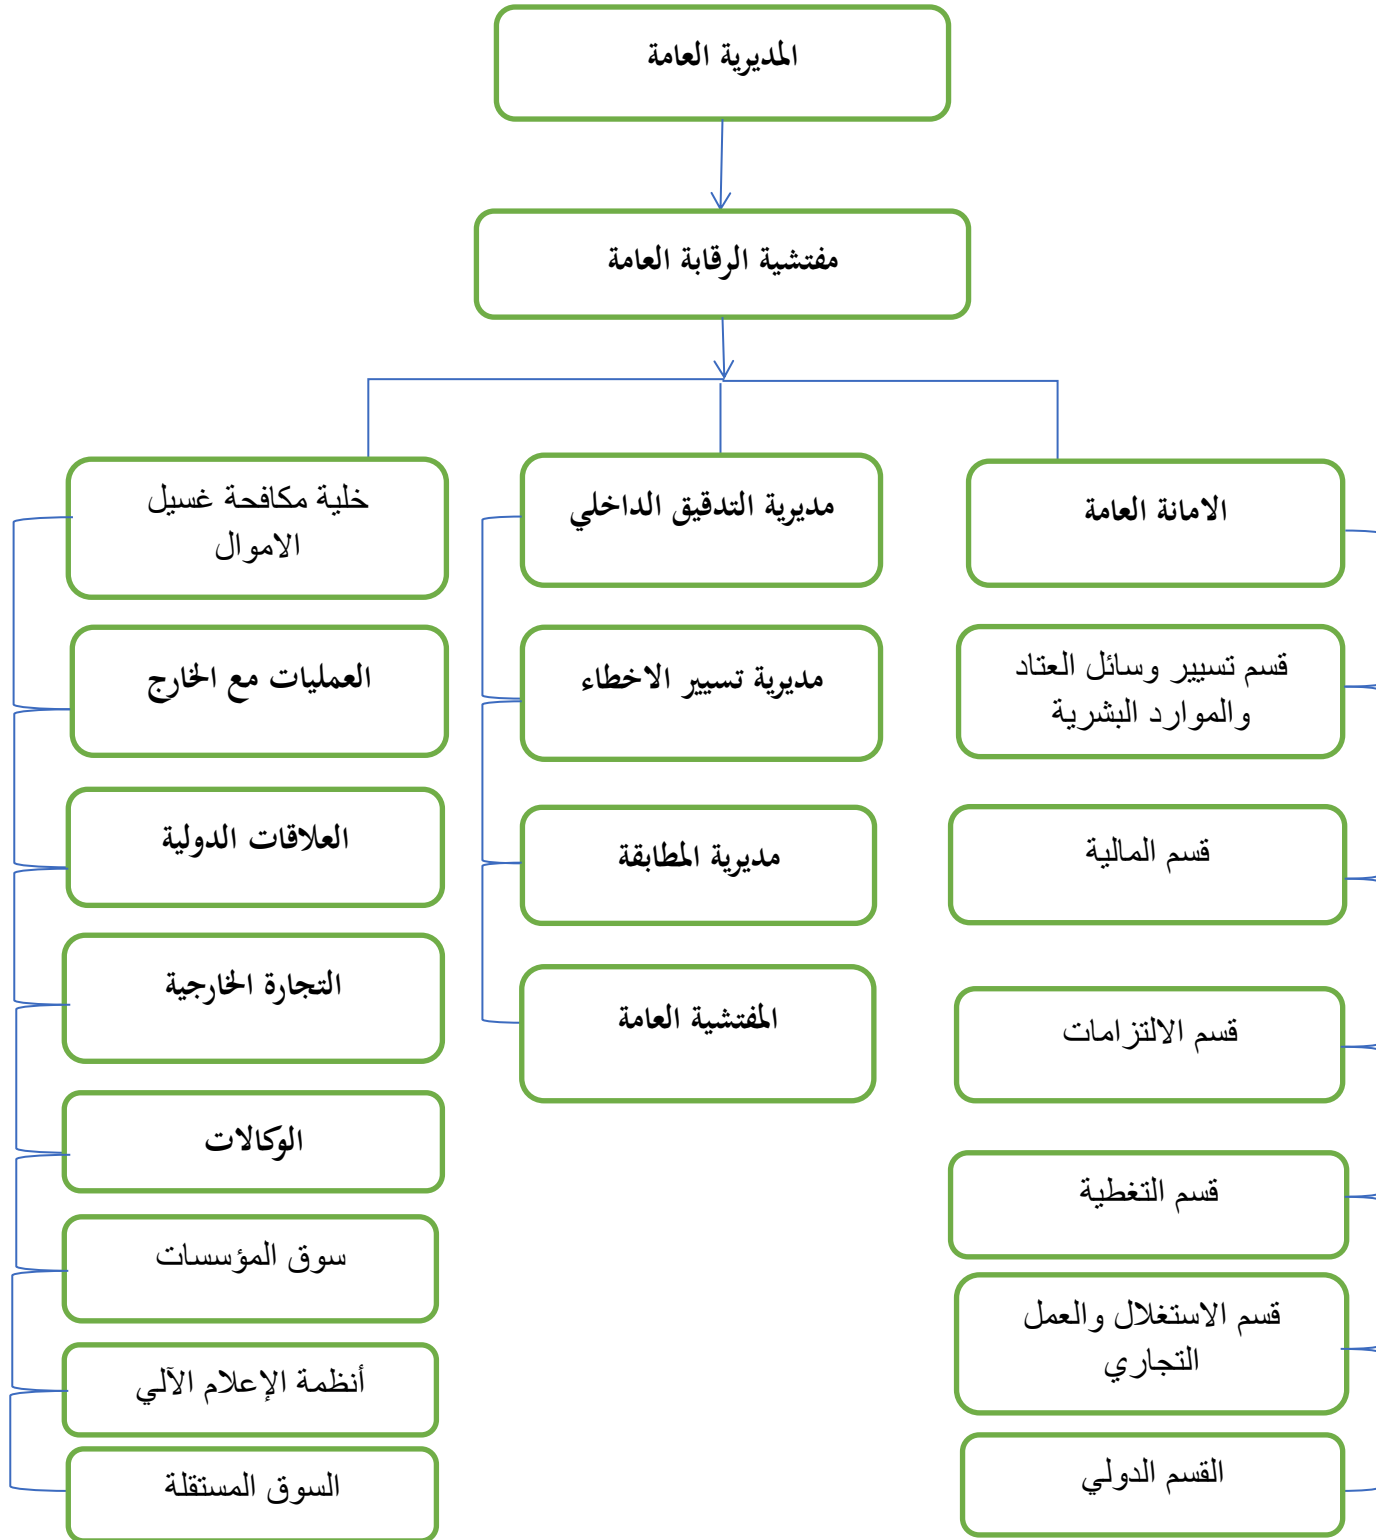 المديرية العامة
مفتشية الرقابة العامة
الامانة العامة
قسم تسيير وسائل العتاد
والموارد البشرية
قسم المالية
قسم الالتزامات
قسم التغطية
قسم الاستغلال والعمل
التجاري
القسم الدولي
مديرية التدقيق الداخلي
مديرية تسيير الاخطاء
مديرية المطابقة
المفتشية العامة
خلية مكافحة غسيل
الاموال
العمليات مع الخارج
العلاقات الدولية
التجارة الخارجية
الوكالات
سوق المؤسسات
أنظمة الإعلام الآلي
السوق المستقلة